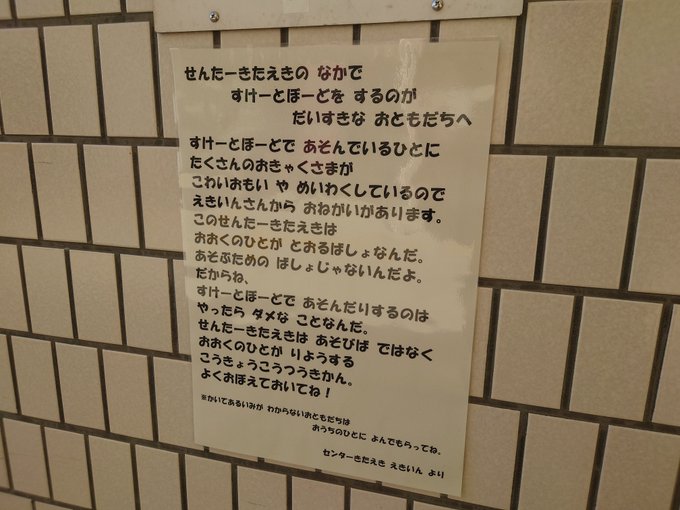 せんたーきたえきの なかで
すけーとぼーどを するのが
だいすきな おともだちへ
すけーとぼーどで あそんでいるひとに
たくさんのおきゃくさまが
こわいおもい や めいわくしているので
えきいんさんから おねがいがあります。
このせんたーきたえきは
おおくのひとが とおるばしょなんだ。
あそぶための ばしょじゃないんだよ。
だからね、
すけーとぼーどで あそんだりするのは
やったら ダメな ことなんだ。
せんたーきたえきは あそびば ではなく
おおくのひとが りようする
こうきょうこうつうきかん。
よくおぼえておいてね！
※かいてあるいみが わからないおともだちは
おうちのひとに よんでもらってね。
センターきたえき えきいん より